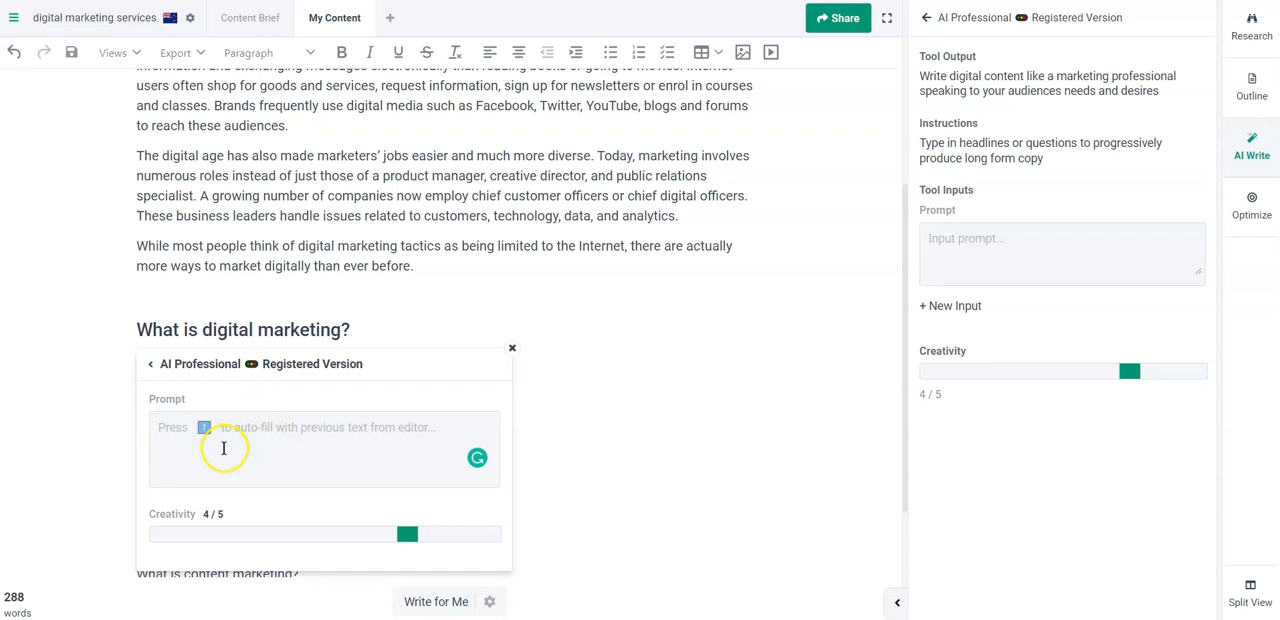 digital marketing services
Content Brief
My Content
Share
Views
Export
Paragraph
B I U S
information and exchanging messages electronically than reading books or going to movies. Internet
users often shop for goods and services, request information, sign up for newsletters or enrol in courses
and classes. Brands frequently use digital media such as Facebook, Twitter, YouTube, blogs and forums
to reach these audiences.
The digital age has also made marketers' jobs easier and much more diverse. Today, marketing involves
numerous roles instead of just those of a product manager, creative director, and public relations
specialist. A growing number of companies now employ chief customer officers or chief digital officers.
These business leaders handle issues related to customers, technology, data, and analytics.
While most people think of digital marketing tactics as being limited to the Internet, there are actually
more ways to market digitally than ever before.
What is digital marketing?
AI Professional Registered Version
Prompt
Press ↑ to auto-fill with previous text from editor...
Creativity 4 / 5
What is content marketing?
288
words
Write for Me
AI Professional Registered Version
Tool Output
Write digital content like a marketing professional
speaking to your audiences needs and desires
Instructions
Type in headlines or questions to progressively
produce long form copy
Tool Inputs
Prompt
Input prompt...
+ New Input
Creativity
4 / 5
Research
Outline
AI Write
Optimize
Split View